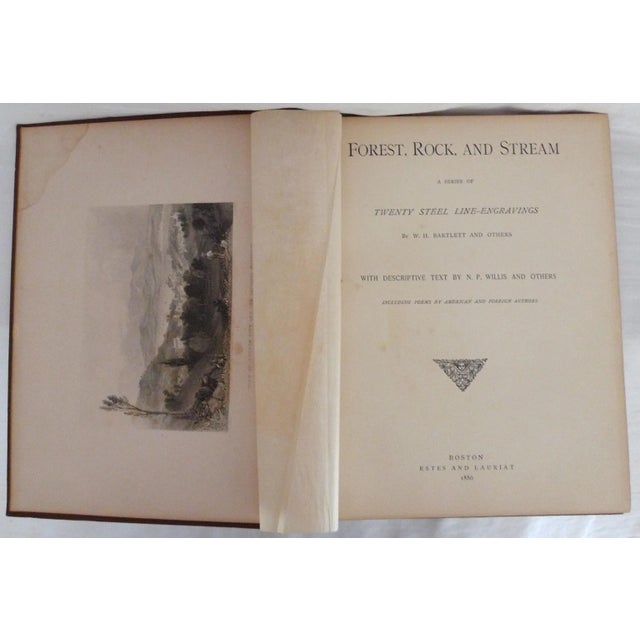 FOREST, ROCK, AND STREAM
A SERIES OF
TWENTY STEEL LINE-ENGRAVINGS
BY W. H. BARTLETT AND OTHERS
WITH DESCRIPTIVE TEXT BY N. P. WILLIS AND OTHERS
INCLUDING POEMS BY AMERICAN AND FOREIGN AUTHORS
BOSTON
ESTES AND LAURIAT
1886